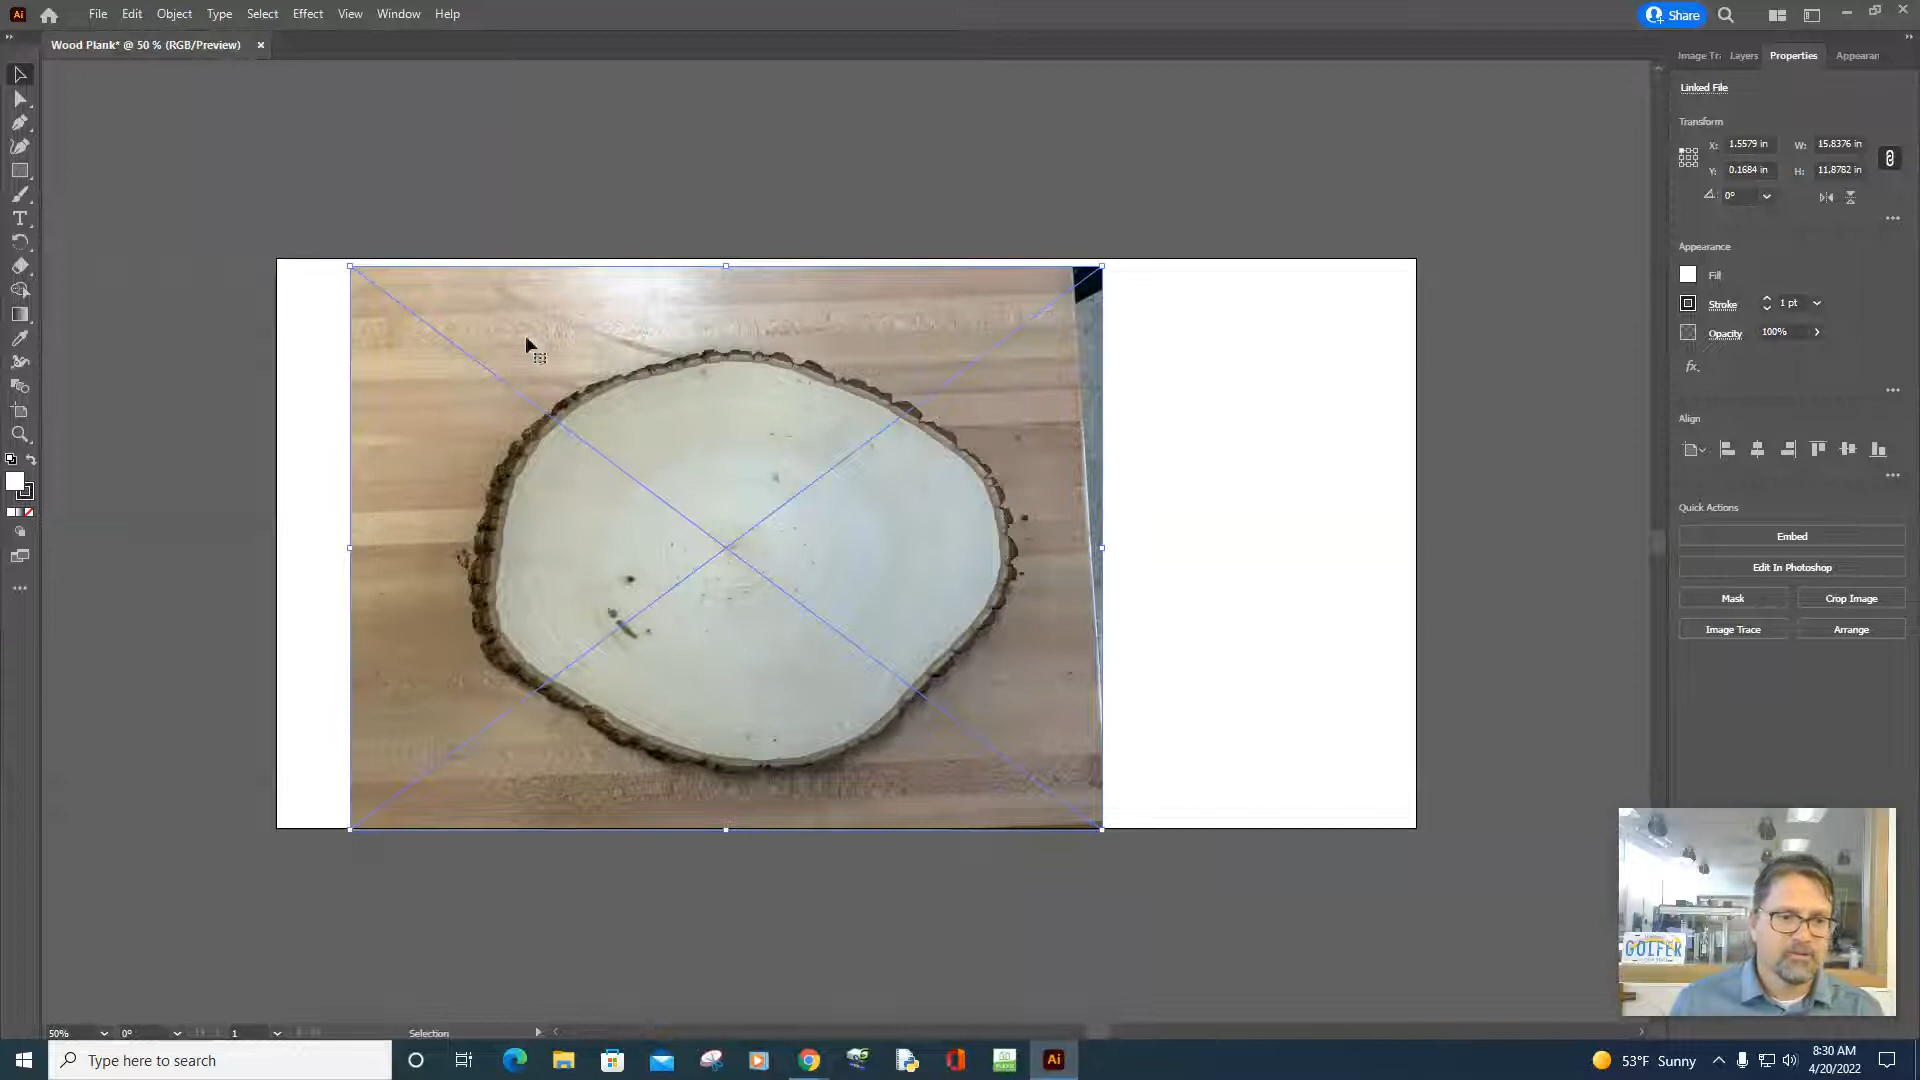 Ai File Edit Object Type Select Effect View Window Help Share
Wood Plank* @ 50 % (RGB/Preview) ×
Image Tr Layers Properties Appearan
Linked File
Transform
X: 1.5579 in W: 15.8376 in
Y: 0.1684 in H: 11.8782 in
0°
Appearance
Fill
Stroke 1 pt
Opacity 100%
fx.
Align
Quick Actions
Embed
Edit In Photoshop
Mask Crop Image
Image Trace Arrange
GOLFER
50% 0° 1 Selection
Type here to search
Ai
53°F Sunny
8:30 AM
4/20/2022